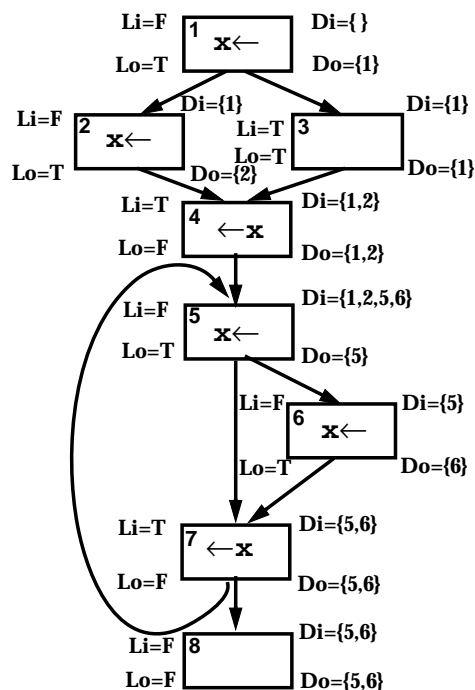 Li=F 1 Di={ }
x←
Lo=T Do={1}
Li=F 2 Di={1} 3 Di={1}
x← Li=T
Lo=T Do={2} Lo=T Do={1}
Li=T 4 Di={1,2}
←x
Lo=F Do={1,2}
Li=F 5 Di={1,2,5,6}
x←
Lo=T Do={5}
Li=F 6 Di={5}
x←
Lo=T Do={6}
Li=T 7 Di={5,6}
←x
Lo=F Do={5,6}
Li=F 8 Di={5,6}
Lo=F Do={5,6}